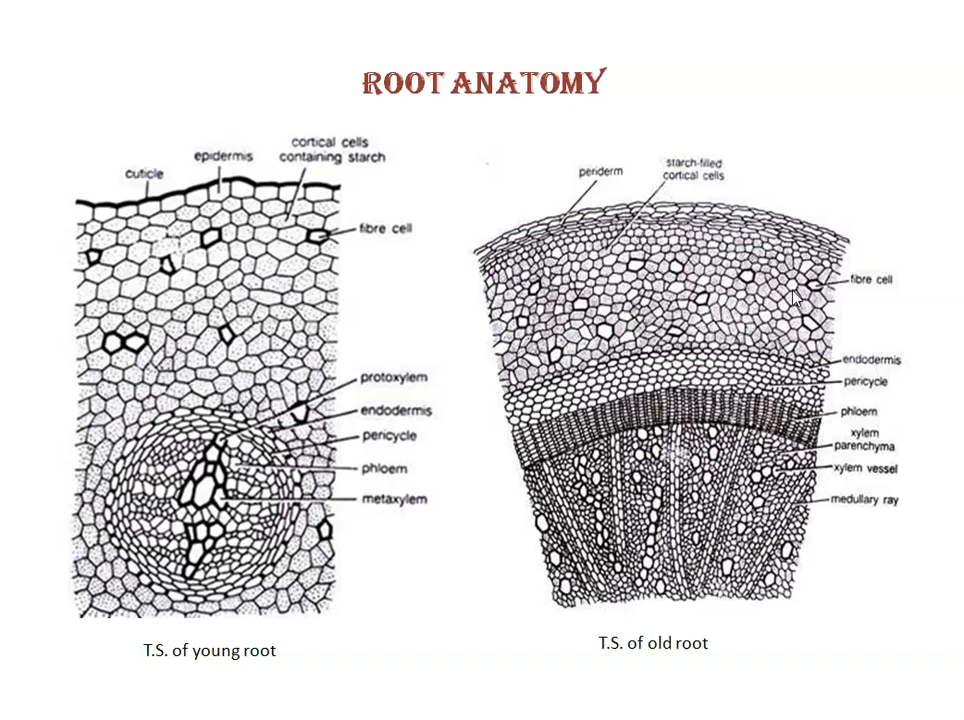 ROOT ANATOMY
cortical cells
containing starch
epidermis
cuticle
fibre cell
protoxylem
endodermis
pericycle
phloem
metaxylem
T.S. of young root
starch-filled
cortical cells
periderm
fibre cell
endodermis
pericycle
phloem
xylem
parenchyma
xylem vessel
medullary ray
T.S. of old root